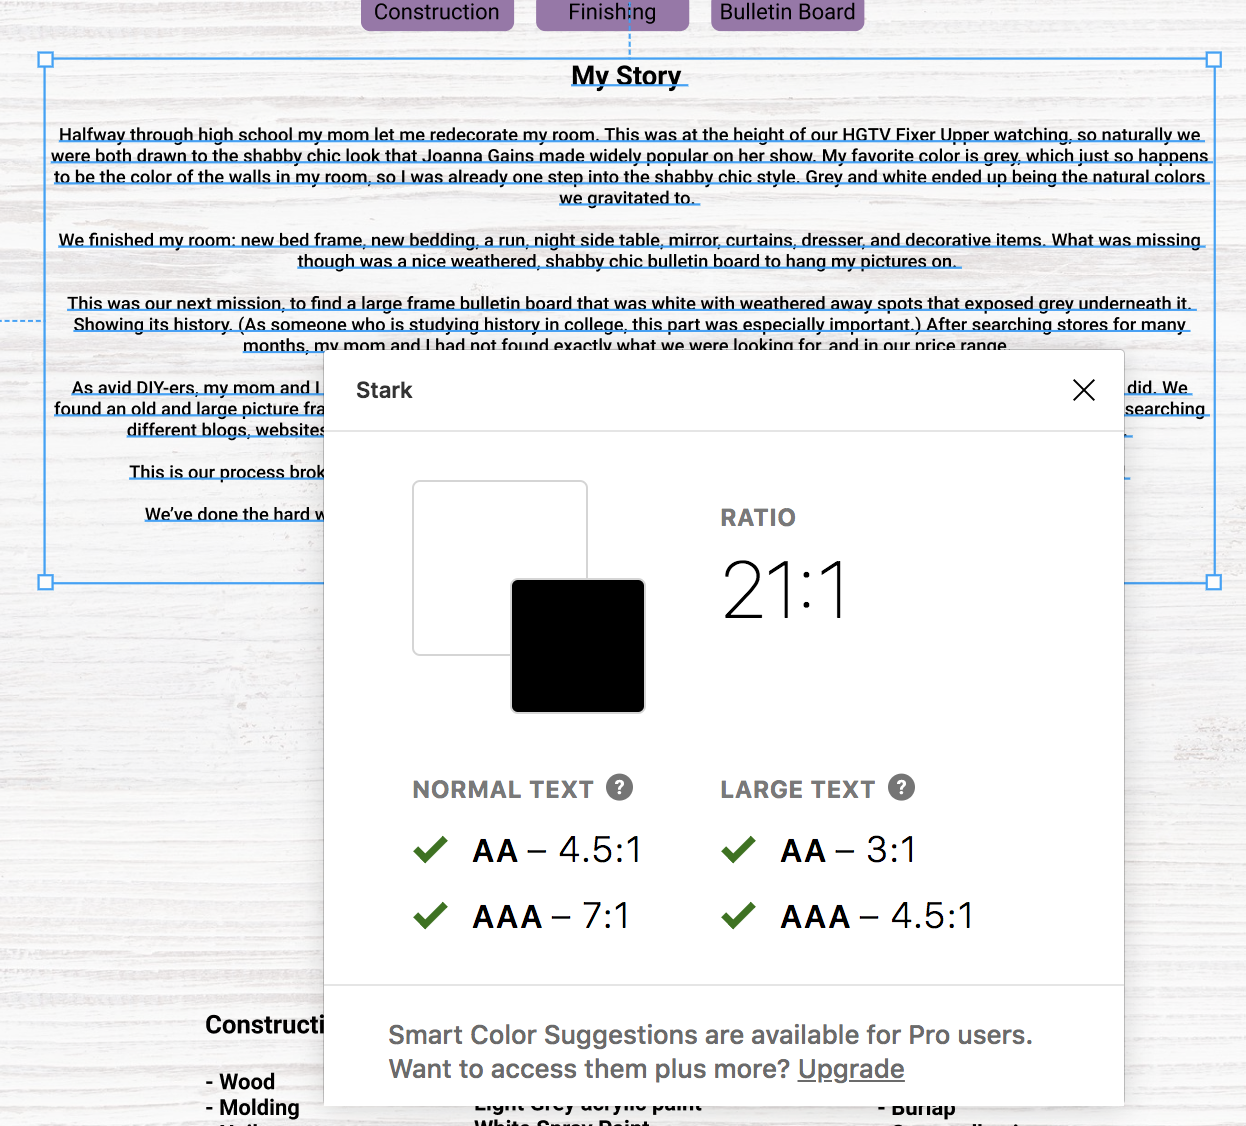 Construction
Finishing
Bulletin Board
My Story
Halfway through high school my mom let me redecorate my room. This was at the height of our HGTV Fixer Upper watching, so naturally we
were both drawn to the shabby chic look that Joanna Gains made widely popular on her show. My favorite color is grey, which just so happens
to be the color of the walls in my room, so I was already one step into the shabby chic style. Grey and white ended up being the natural colors
we gravitated to.
We finished my room: new bed frame, new bedding, a run, night side table, mirror, curtains, dresser, and decorative items. What was missing
though was a nice weathered, shabby chic bulletin board to hang my pictures on.
This was our next mission, to find a large frame bulletin board that was white with weathered away spots that exposed grey underneath it.
Showing its history. (As someone who is studying history in college, this part was especially important.) After searching stores for many
months, my mom and I had not found exactly what we were looking for, and in our price range.
As avid DIY-ers, my mom and I
did. We
found an old and large picture fra
searching
different blogs, websites
This is our process brok
We've done the hard w
Stark
RATIO
21:1
NORMAL TEXT ?
LARGE TEXT ?
AA – 4.5:1
AA – 3:1
AAA – 7:1
AAA – 4.5:1
Smart Color Suggestions are available for Pro users.
Want to access them plus more? Upgrade
Constructi
- Wood
- Molding
Light Grey acrylic paint
- Burlap
White Spray Paint